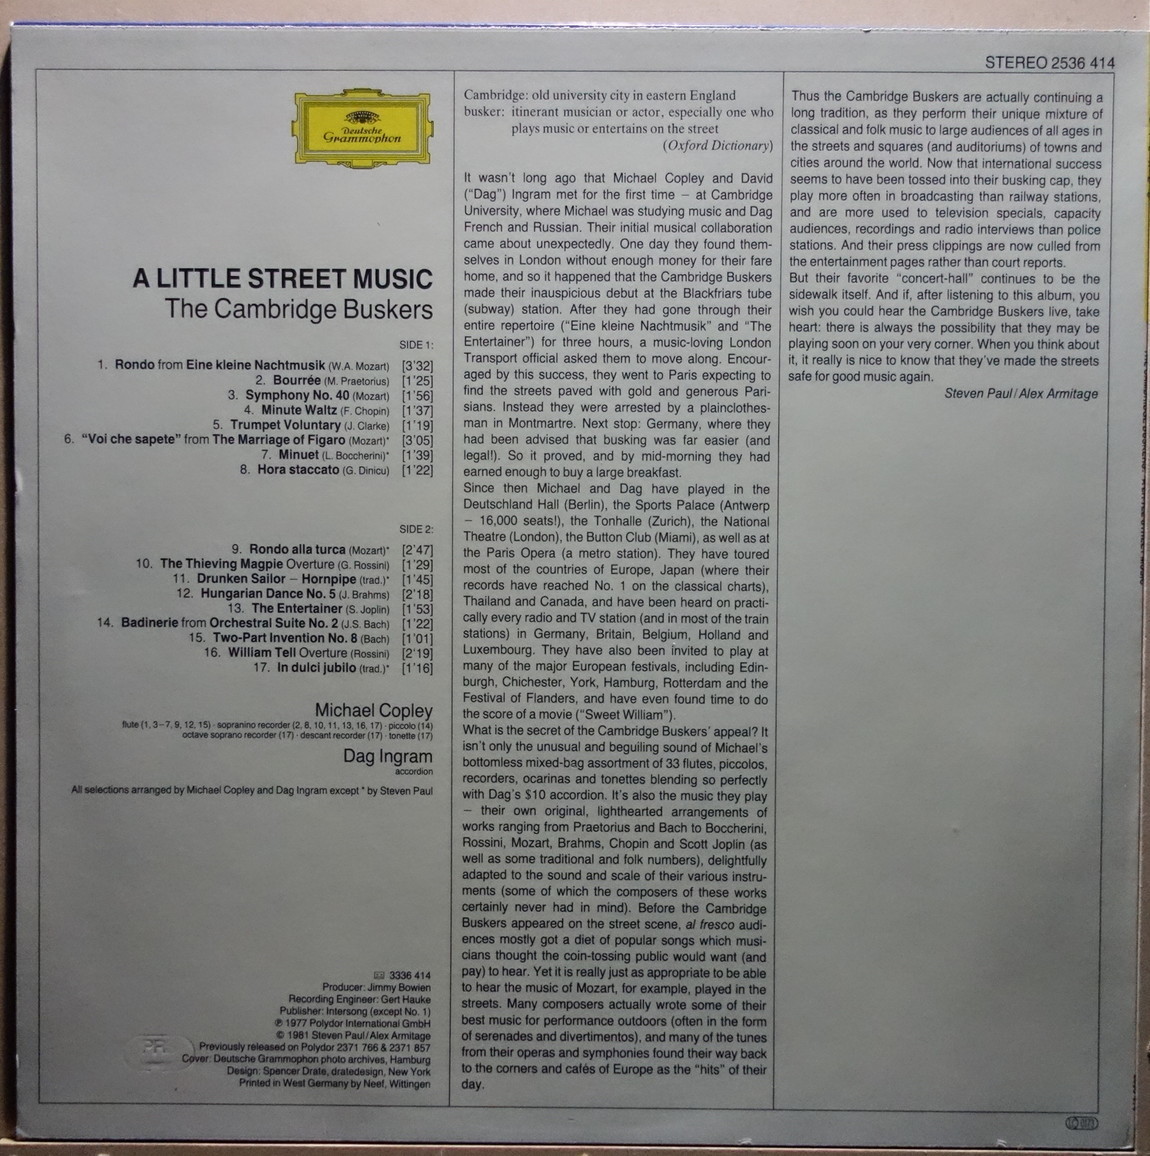 STEREO 2536 414
Deutsche
Grammophon
A LITTLE STREET MUSIC
The Cambridge Buskers
SIDE 1:
1. Rondo from Eine kleine Nachtmusik (W.A. Mozart) [3'32]
2. Bourrée (M. Praetorius) [1'25]
3. Symphony No. 40 (Mozart) [1'56]
4. Minute Waltz (F. Chopin) [1'37]
5. Trumpet Voluntary (J. Clarke) [1'19]
6. “Voi che sapete” from The Marriage of Figaro (Mozart)* [3'05]
7. Minuet (L. Boccherini)* [1'39]
8. Hora staccato (G. Dinicu) [1'22]
SIDE 2:
9. Rondo alla turca (Mozart)* [2'47]
10. The Thieving Magpie Overture (G. Rossini) [1'29]
11. Drunken Sailor – Hornpipe (trad.)* [1'45]
12. Hungarian Dance No. 5 (J. Brahms) [2'18]
13. The Entertainer (S. Joplin) [1'53]
14. Badinerie from Orchestral Suite No. 2 (J.S. Bach) [1'22]
15. Two-Part Invention No. 8 (Bach) [1'01]
16. William Tell Overture (Rossini) [2'19]
17. In dulci jubilo (trad.)* [1'16]
Michael Copley
flute (1, 3–7, 9, 12, 15) · sopranino recorder (2, 8, 10, 11, 13, 16, 17) · piccolo (14)
octave soprano recorder (17) · descant recorder (17) · tonette (17)
Dag Ingram
accordion
All selections arranged by Michael Copley and Dag Ingram except * by Steven Paul
3336 414
Producer: Jimmy Bowien
Recording Engineer: Gert Hauke
Publisher: Intersong (except No. 1)
℗ 1977 Polydor International GmbH
© 1981 Steven Paul/Alex Armitage
Previously released on Polydor 2371 766 & 2371 857
Cover: Deutsche Grammophon photo archives, Hamburg
Design: Spencer Drate, dratedesign, New York
Printed in West Germany by Neef, Wittingen
Cambridge: old university city in eastern England
busker: itinerant musician or actor, especially one who
plays music or entertains on the street
(Oxford Dictionary)
It wasn't long ago that Michael Copley and David
(“Dag”) Ingram met for the first time – at Cambridge
University, where Michael was studying music and Dag
French and Russian. Their initial musical collaboration
came about unexpectedly. One day they found them-
selves in London without enough money for their fare
home, and so it happened that the Cambridge Buskers
made their inauspicious debut at the Blackfriars tube
(subway) station. After they had gone through their
entire repertoire (“Eine kleine Nachtmusik” and “The
Entertainer”) for three hours, a music-loving London
Transport official asked them to move along. Encour-
aged by this success, they went to Paris expecting to
find the streets paved with gold and generous Pari-
sians. Instead they were arrested by a plainclothes-
man in Montmartre. Next stop: Germany, where they
had been advised that busking was far easier (and
legal!). So it proved, and by mid-morning they had
earned enough to buy a large breakfast.
Since then Michael and Dag have played in the
Deutschland Hall (Berlin), the Sports Palace (Antwerp
– 16,000 seats!), the Tonhalle (Zurich), the National
Theatre (London), the Button Club (Miami), as well as at
the Paris Opera (a metro station). They have toured
most of the countries of Europe, Japan (where their
records have reached No. 1 on the classical charts),
Thailand and Canada, and have been heard on practi-
cally every radio and TV station (and in most of the train
stations) in Germany, Britain, Belgium, Holland and
Luxembourg. They have also been invited to play at
many of the major European festivals, including Edin-
burgh, Chichester, York, Hamburg, Rotterdam and the
Festival of Flanders, and have even found time to do
the score of a movie (“Sweet William”).
What is the secret of the Cambridge Buskers' appeal? It
isn't only the unusual and beguiling sound of Michael's
bottomless mixed-bag assortment of 33 flutes, piccolos,
recorders, ocarinas and tonettes blending so perfectly
with Dag's $10 accordion. It's also the music they play
– their own original, lighthearted arrangements of
works ranging from Praetorius and Bach to Boccherini,
Rossini, Mozart, Brahms, Chopin and Scott Joplin (as
well as some traditional and folk numbers), delightfully
adapted to the sound and scale of their various instru-
ments (some of which the composers of these works
certainly never had in mind). Before the Cambridge
Buskers appeared on the street scene, al fresco audi-
ences mostly got a diet of popular songs which musi-
cians thought the coin-tossing public would want (and
pay) to hear. Yet it is really just as appropriate to be able
to hear the music of Mozart, for example, played in the
streets. Many composers actually wrote some of their
best music for performance outdoors (often in the form
of serenades and divertimentos), and many of the tunes
from their operas and symphonies found their way back
to the corners and cafés of Europe as the “hits” of their
day.
Thus the Cambridge Buskers are actually continuing a
long tradition, as they perform their unique mixture of
classical and folk music to large audiences of all ages in
the streets and squares (and auditoriums) of towns and
cities around the world. Now that international success
seems to have been tossed into their busking cap, they
play more often in broadcasting than railway stations,
and are more used to television specials, capacity
audiences, recordings and radio interviews than police
stations. And their press clippings are now culled from
the entertainment pages rather than court reports.
But their favorite “concert-hall” continues to be the
sidewalk itself. And if, after listening to this album, you
wish you could hear the Cambridge Buskers live, take
heart: there is always the possibility that they may be
playing soon on your very corner. When you think about
it, it really is nice to know that they've made the streets
safe for good music again.
Steven Paul/Alex Armitage